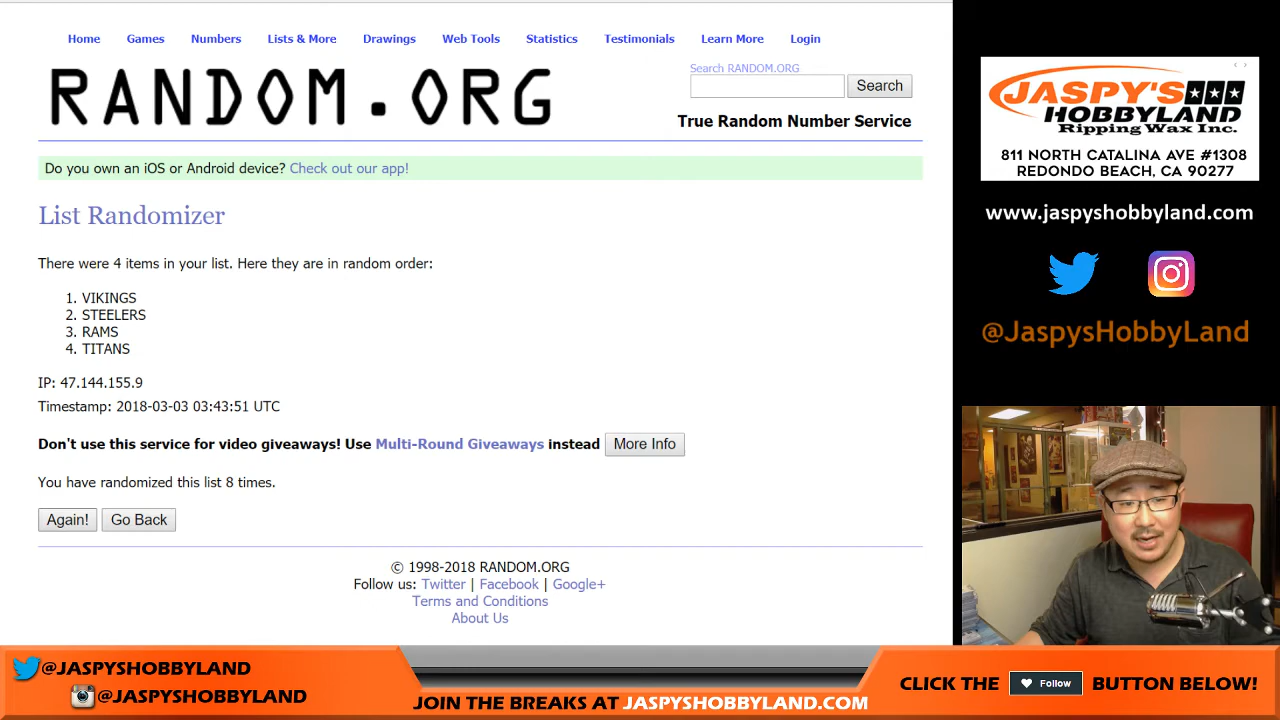 Home Games Numbers Lists & More Drawings Web Tools Statistics Testimonials Learn More Login
RANDOM.ORG
Search RANDOM.ORG
Search
True Random Number Service
Do you own an iOS or Android device? Check out our app!
List Randomizer
There were 4 items in your list. Here they are in random order:
1. VIKINGS
2. STEELERS
3. RAMS
4. TITANS
IP: 47.144.155.9
Timestamp: 2018-03-03 03:43:51 UTC
Don't use this service for video giveaways! Use Multi-Round Giveaways instead More Info
You have randomized this list 8 times.
Again! Go Back
© 1998-2018 RANDOM.ORG
Follow us: Twitter | Facebook | Google+
Terms and Conditions
About Us
JASPY'S
HOBBYLAND
Ripping Wax Inc.
811 NORTH CATALINA AVE #1308
REDONDO BEACH, CA 90277
www.jaspyshobbyland.com
@JaspysHobbyLand
@JASPYSHOBBYLAND
@JASPYSHOBBYLAND
JOIN THE BREAKS AT JASPYSHOBBYLAND.COM
CLICK THE Follow BUTTON BELOW!